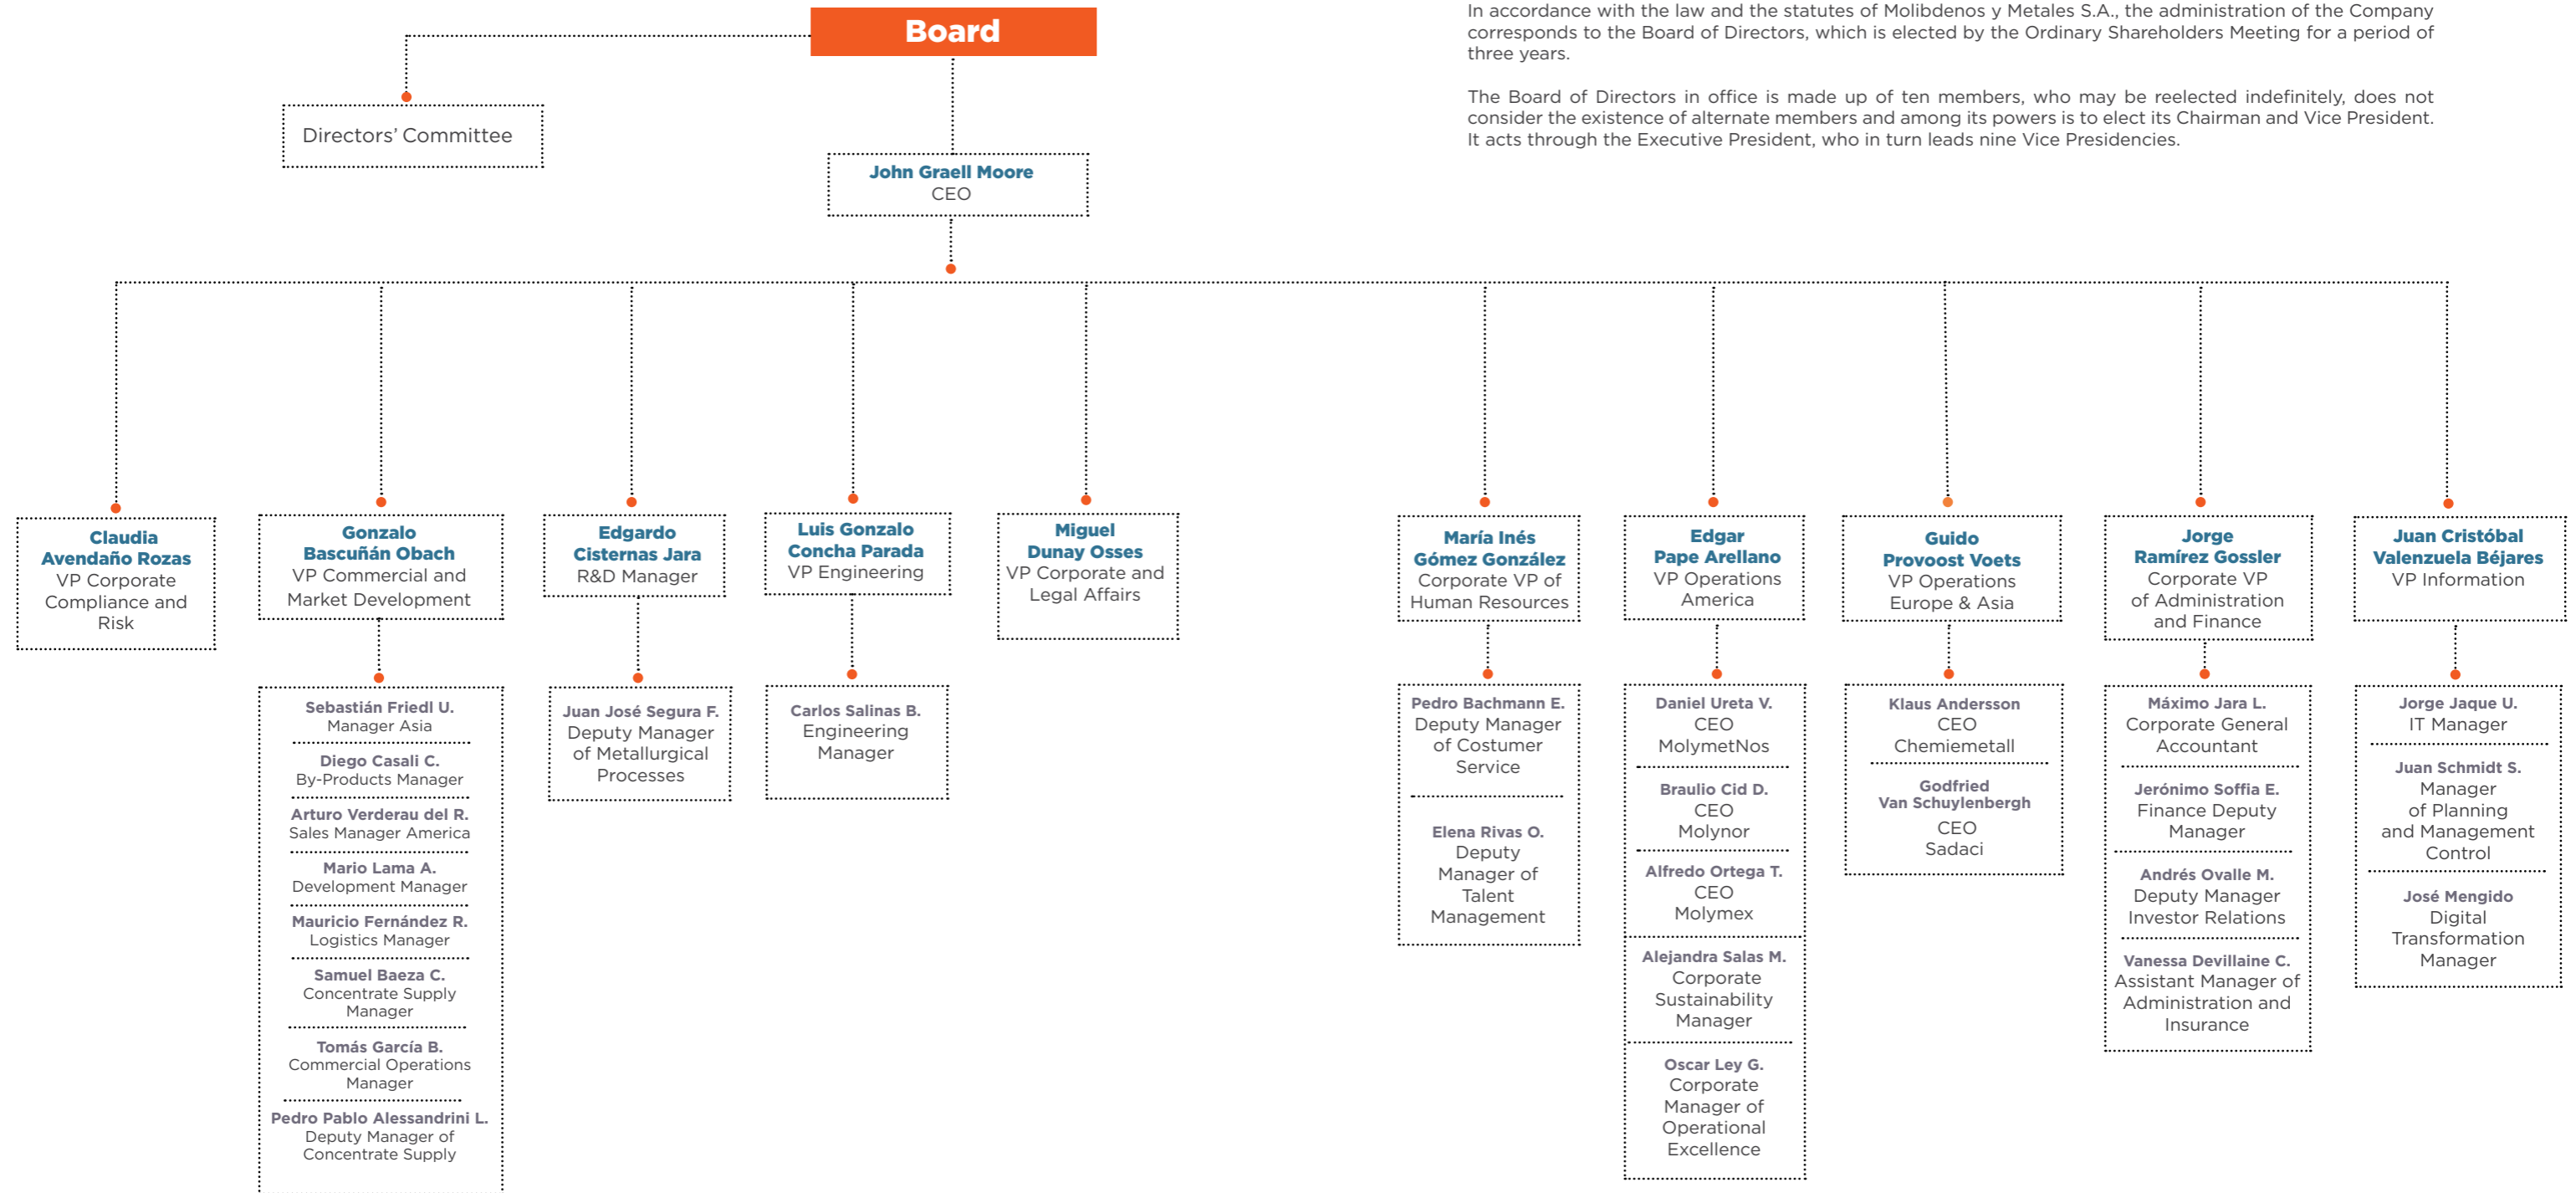 Board
In accordance with the law and the statutes of Molibdenos y Metales S.A., the administration of the Company
corresponds to the Board of Directors, which is elected by the Ordinary Shareholders Meeting for a period of
three years.
The Board of Directors in office is made up of ten members, who may be reelected indefinitely, does not
consider the existence of alternate members and among its powers is to elect its Chairman and Vice President.
It acts through the Executive President, who in turn leads nine Vice Presidencies.
Directors' Committee
John Graell Moore
CEO
Claudia
Avendaño Rozas
VP Corporate
Compliance and
Risk
Gonzalo
Bascuñán Obach
VP Commercial and
Market Development
Sebastián Friedl U.
Manager Asia
Diego Casali C.
By-Products Manager
Arturo Verderau del R.
Sales Manager America
Mario Lama A.
Development Manager
Mauricio Fernández R.
Logistics Manager
Samuel Baeza C.
Concentrate Supply
Manager
Tomás García B.
Commercial Operations
Manager
Pedro Pablo Alessandrini L.
Deputy Manager of
Concentrate Supply
Edgardo
Cisternas Jara
R&D Manager
Juan José Segura F.
Deputy Manager
of Metallurgical
Processes
Luis Gonzalo
Concha Parada
VP Engineering
Carlos Salinas B.
Engineering
Manager
Miguel
Dunay Osses
VP Corporate and
Legal Affairs
María Inés
Gómez González
Corporate VP of
Human Resources
Pedro Bachmann E.
Deputy Manager
of Costumer
Service
Elena Rivas O.
Deputy
Manager of
Talent
Management
Edgar
Pape Arellano
VP Operations
America
Daniel Ureta V.
CEO
MolymetNos
Braulio Cid D.
CEO
Molynor
Alfredo Ortega T.
CEO
Molymex
Alejandra Salas M.
Corporate
Sustainability
Manager
Oscar Ley G.
Corporate
Manager of
Operational
Excellence
Guido
Provoost Voets
VP Operations
Europe & Asia
Klaus Andersson
CEO
Chemiemetall
Godfried
Van Schuylenbergh
CEO
Sadaci
Jorge
Ramírez Gossler
Corporate VP
of Administration
and Finance
Máximo Jara L.
Corporate General
Accountant
Jerónimo Soffia E.
Finance Deputy
Manager
Andrés Ovalle M.
Deputy Manager
Investor Relations
Vanessa Devillaine C.
Assistant Manager of
Administration and
Insurance
Juan Cristóbal
Valenzuela Béjares
VP Information
Jorge Jaque U.
IT Manager
Juan Schmidt S.
Manager
of Planning
and Management
Control
José Mengido
Digital
Transformation
Manager